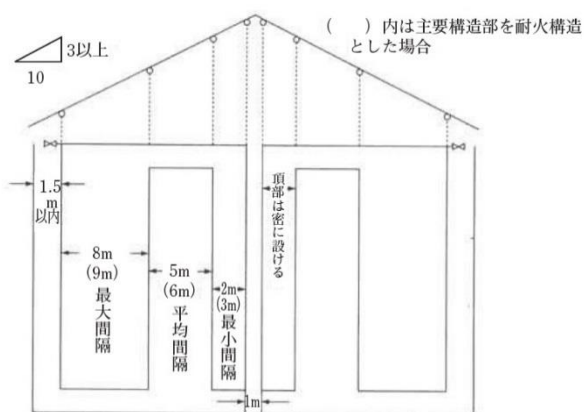 (　　)内は主要構造部を耐火構造
とした場合
3以上
10
1.5
m
以内
頂部は密に設ける
8m
(9m)
最大間隔
5m
(6m)
平均間隔
2m
(3m)
最小間隔
1m